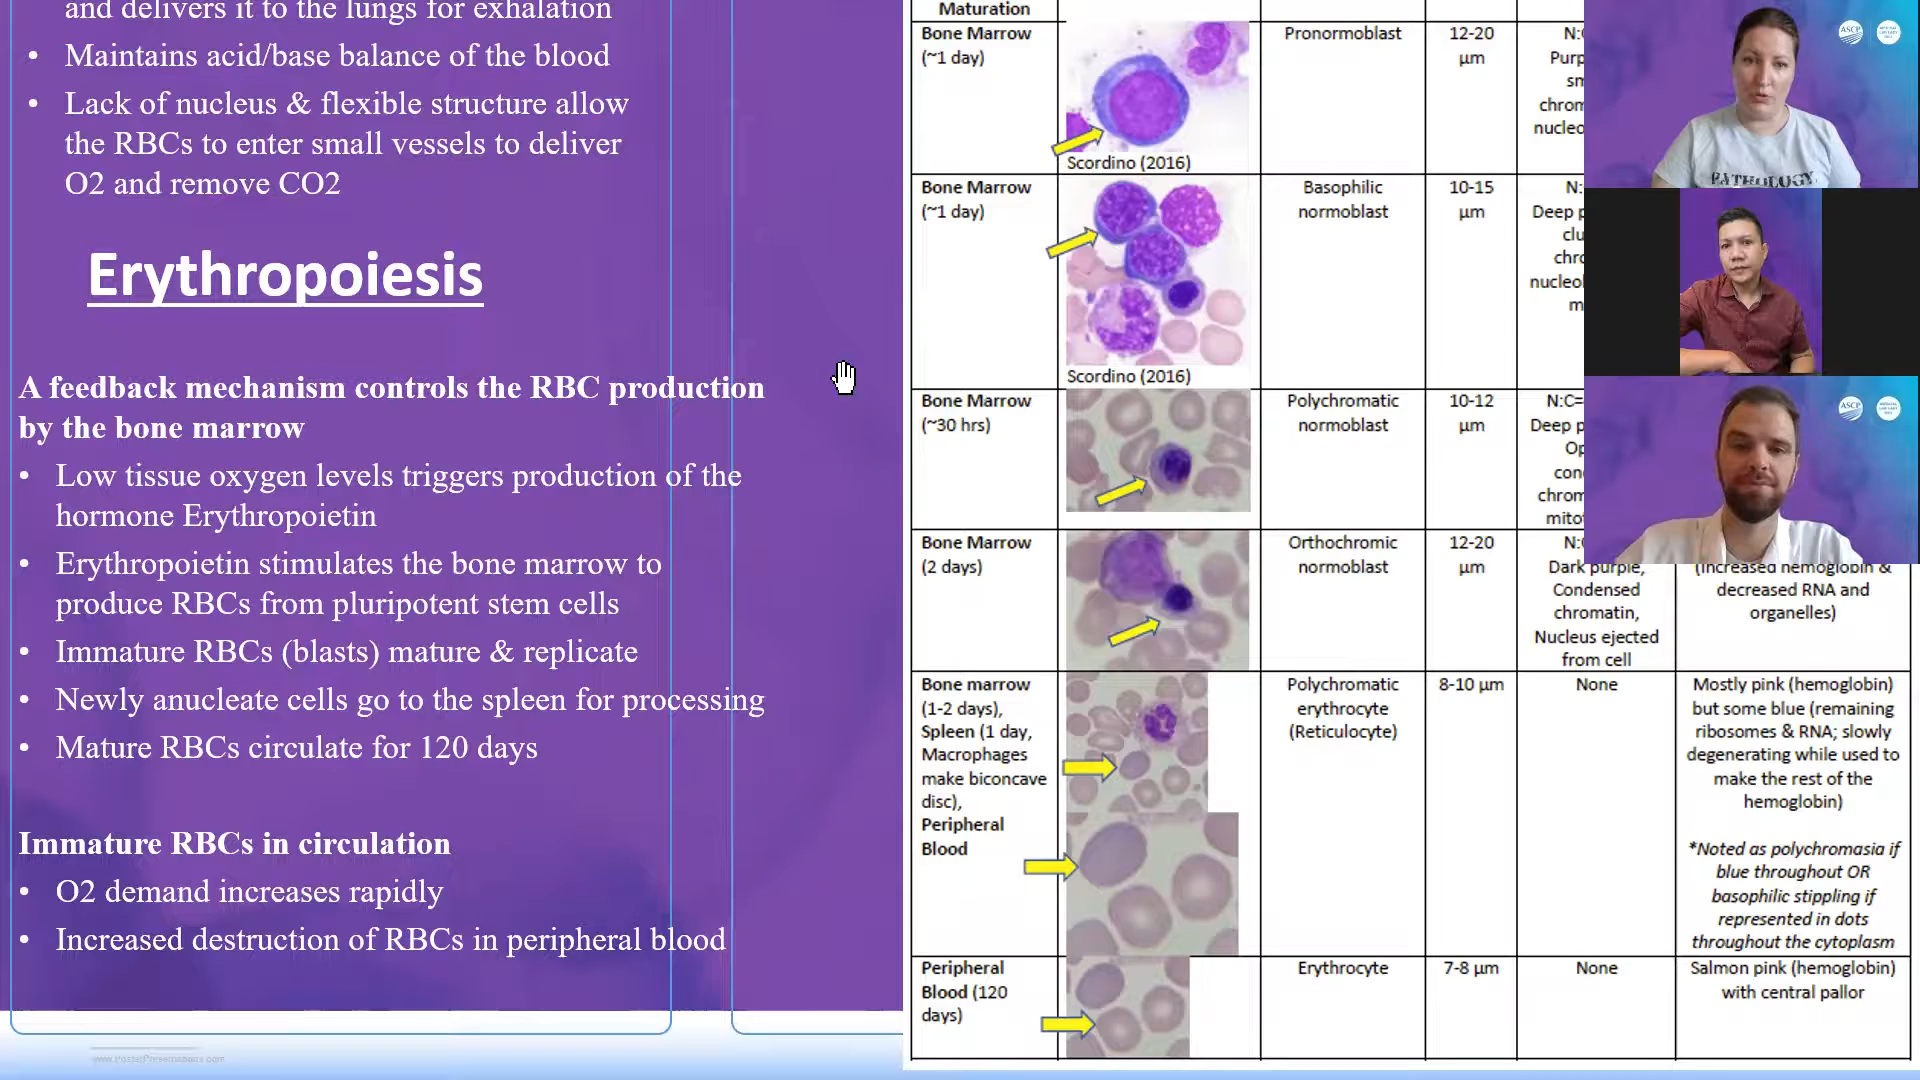 and delivers it to the lungs for exhalation
• Maintains acid/base balance of the blood
• Lack of nucleus & flexible structure allow
the RBCs to enter small vessels to deliver
O2 and remove CO2
Erythropoiesis
A feedback mechanism controls the RBC production
by the bone marrow
• Low tissue oxygen levels triggers production of the
hormone Erythropoietin
• Erythropoietin stimulates the bone marrow to
produce RBCs from pluripotent stem cells
• Immature RBCs (blasts) mature & replicate
• Newly anucleate cells go to the spleen for processing
• Mature RBCs circulate for 120 days
Immature RBCs in circulation
• O2 demand increases rapidly
• Increased destruction of RBCs in peripheral blood
www.PosterPresentations.com
Maturation
Bone Marrow
(~1 day)
Scordino (2016)
Pronormoblast
12-20
µm
Bone Marrow
(~1 day)
Scordino (2016)
Basophilic
normoblast
10-15
µm
Deep
Bone Marrow
(~30 hrs)
Polychromatic
normoblast
10-12
µm
N:C=
Deep
Bone Marrow
(2 days)
Orthochromic
normoblast
12-20
µm
Dark purple,
Condensed
chromatin,
Nucleus ejected
from cell
(increased hemoglobin &
decreased RNA and
organelles)
Bone marrow
(1-2 days),
Spleen (1 day,
Macrophages
make biconcave
disc),
Peripheral
Blood
Polychromatic
erythrocyte
(Reticulocyte)
8-10 µm
None
Mostly pink (hemoglobin)
but some blue (remaining
ribosomes & RNA; slowly
degenerating while used to
make the rest of the
hemoglobin)
*Noted as polychromasia if
blue throughout OR
basophilic stippling if
represented in dots
throughout the cytoplasm
Peripheral
Blood (120
days)
Erythrocyte
7-8 µm
None
Salmon pink (hemoglobin)
with central pallor
ASCP
PATHOLOGY
ASCP